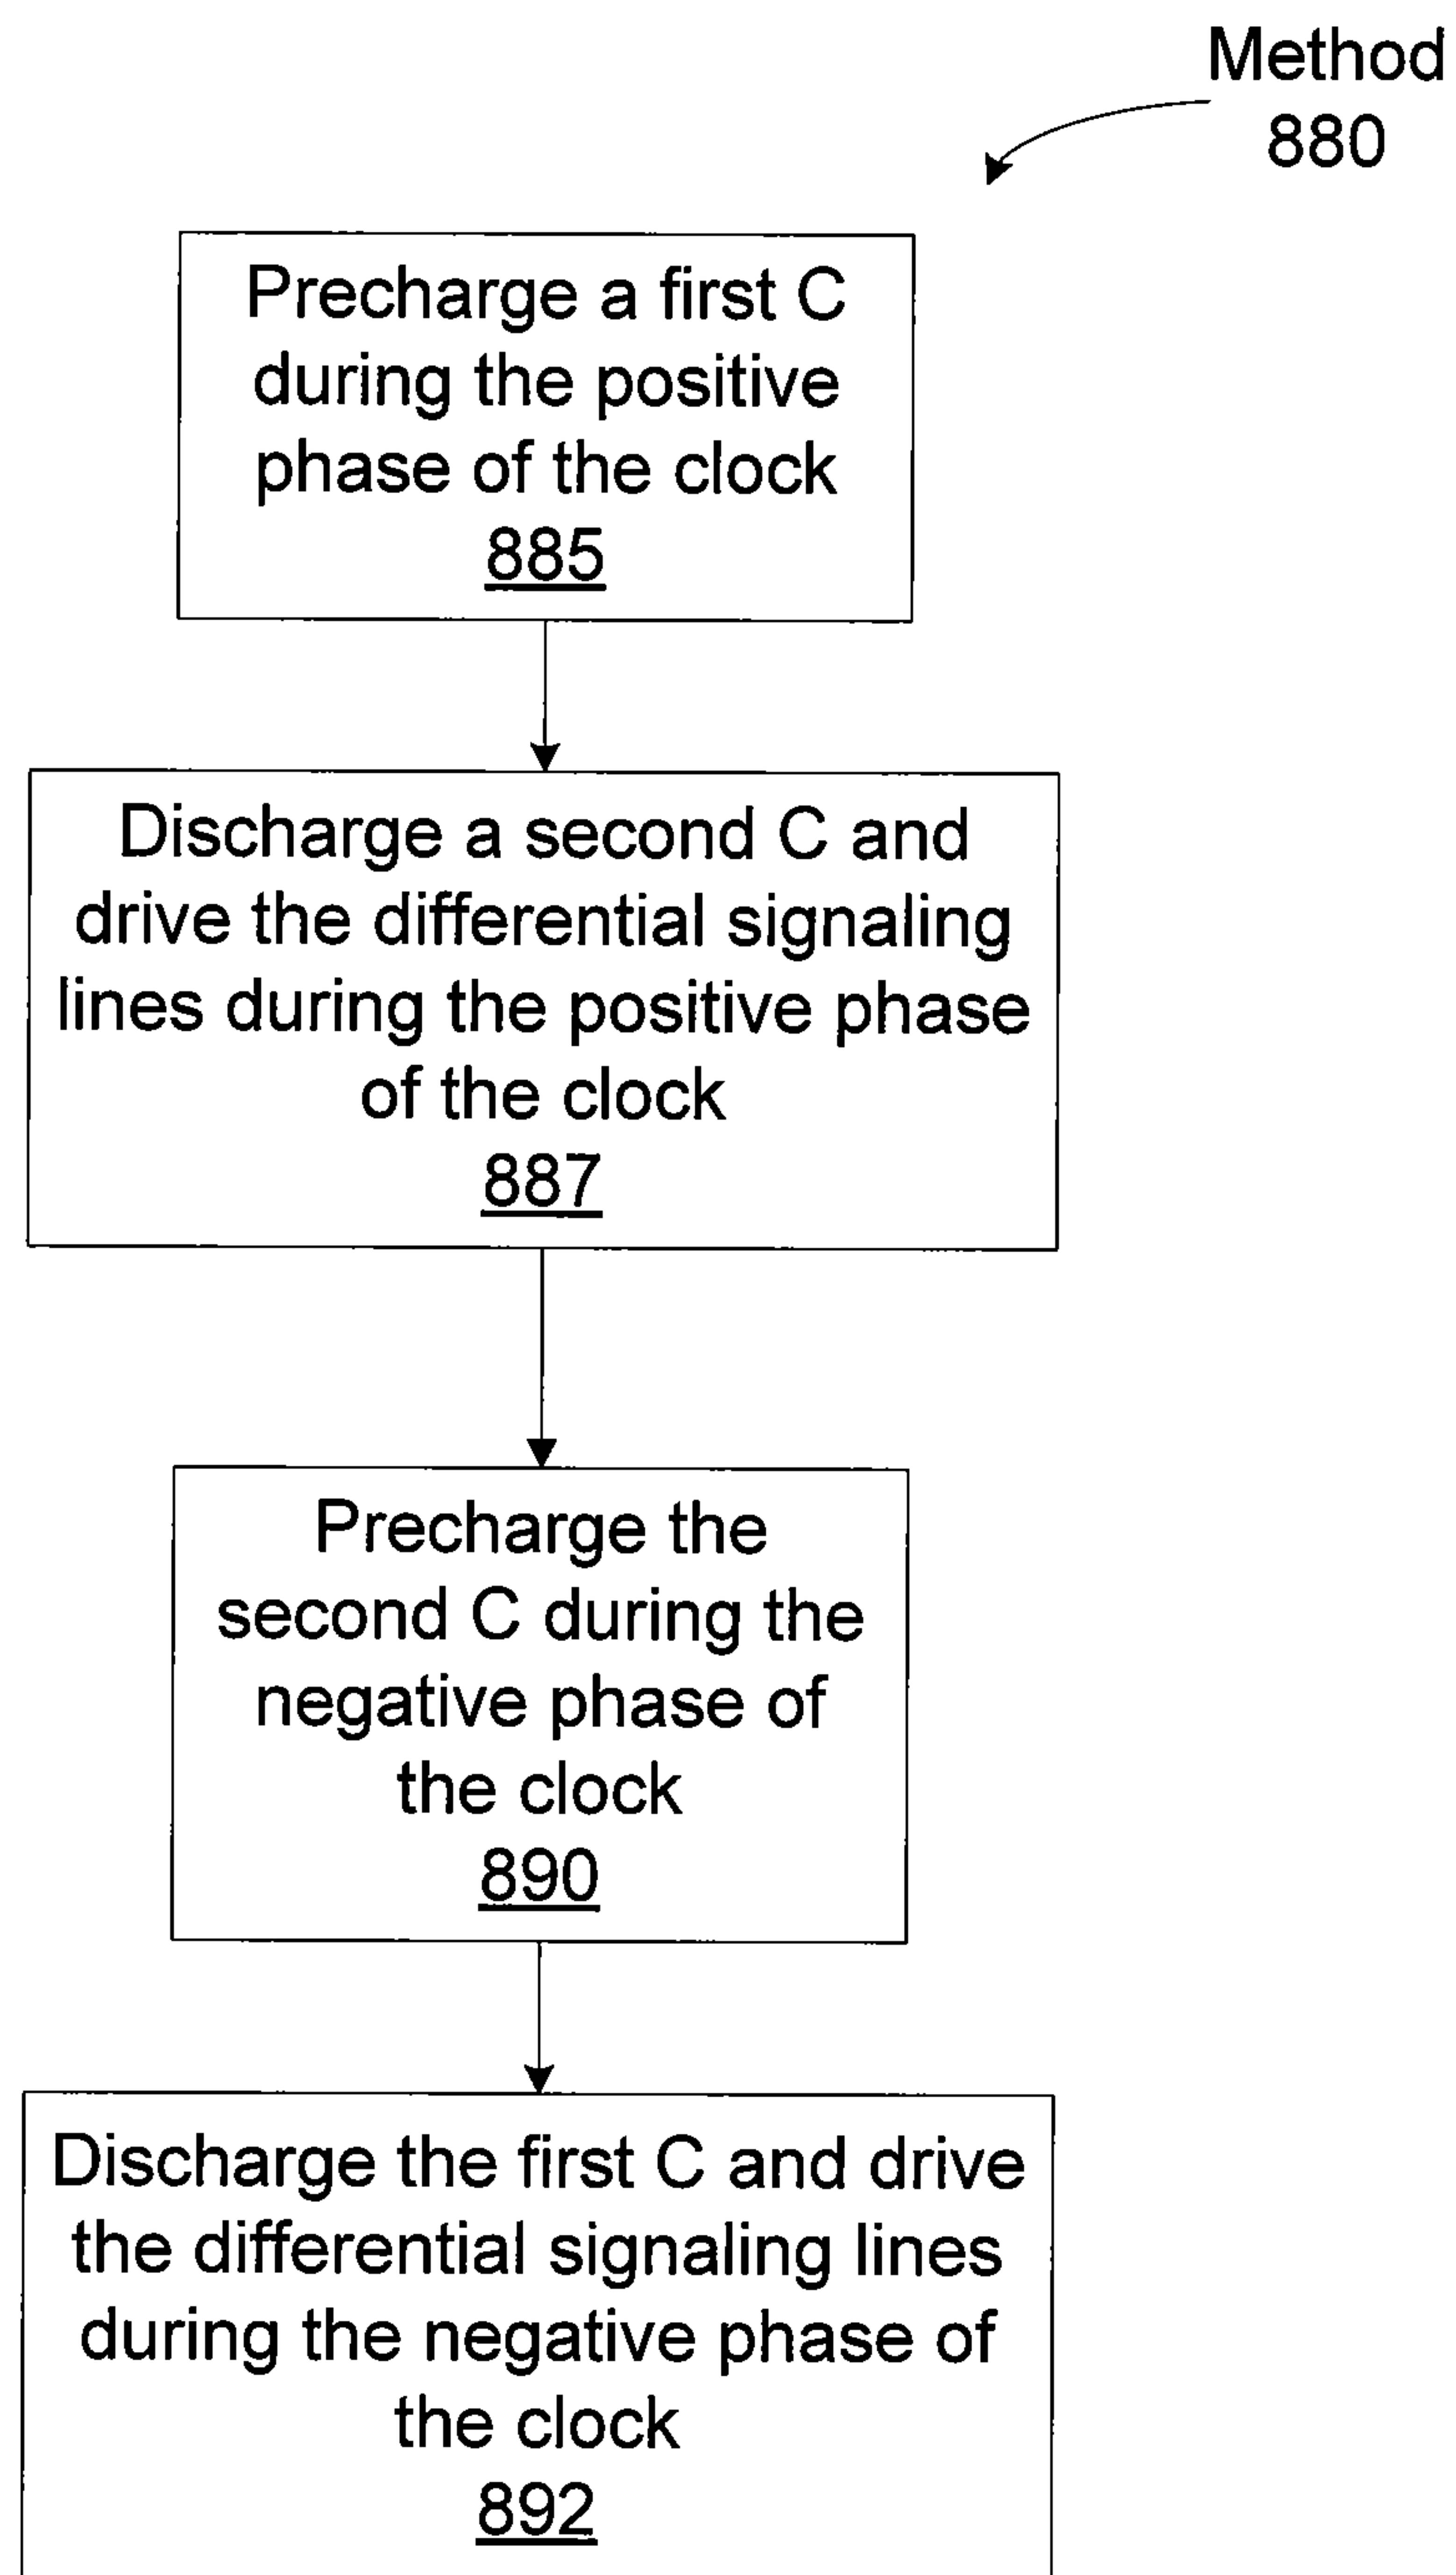 Method
880
Precharge a first C
during the positive
phase of the clock
885
Discharge a second C and
drive the differential signaling
lines during the positive phase
of the clock
887
Precharge the
second C during the
negative phase of
the clock
890
Discharge the first C and drive
the differential signaling lines
during the negative phase of
the clock
892